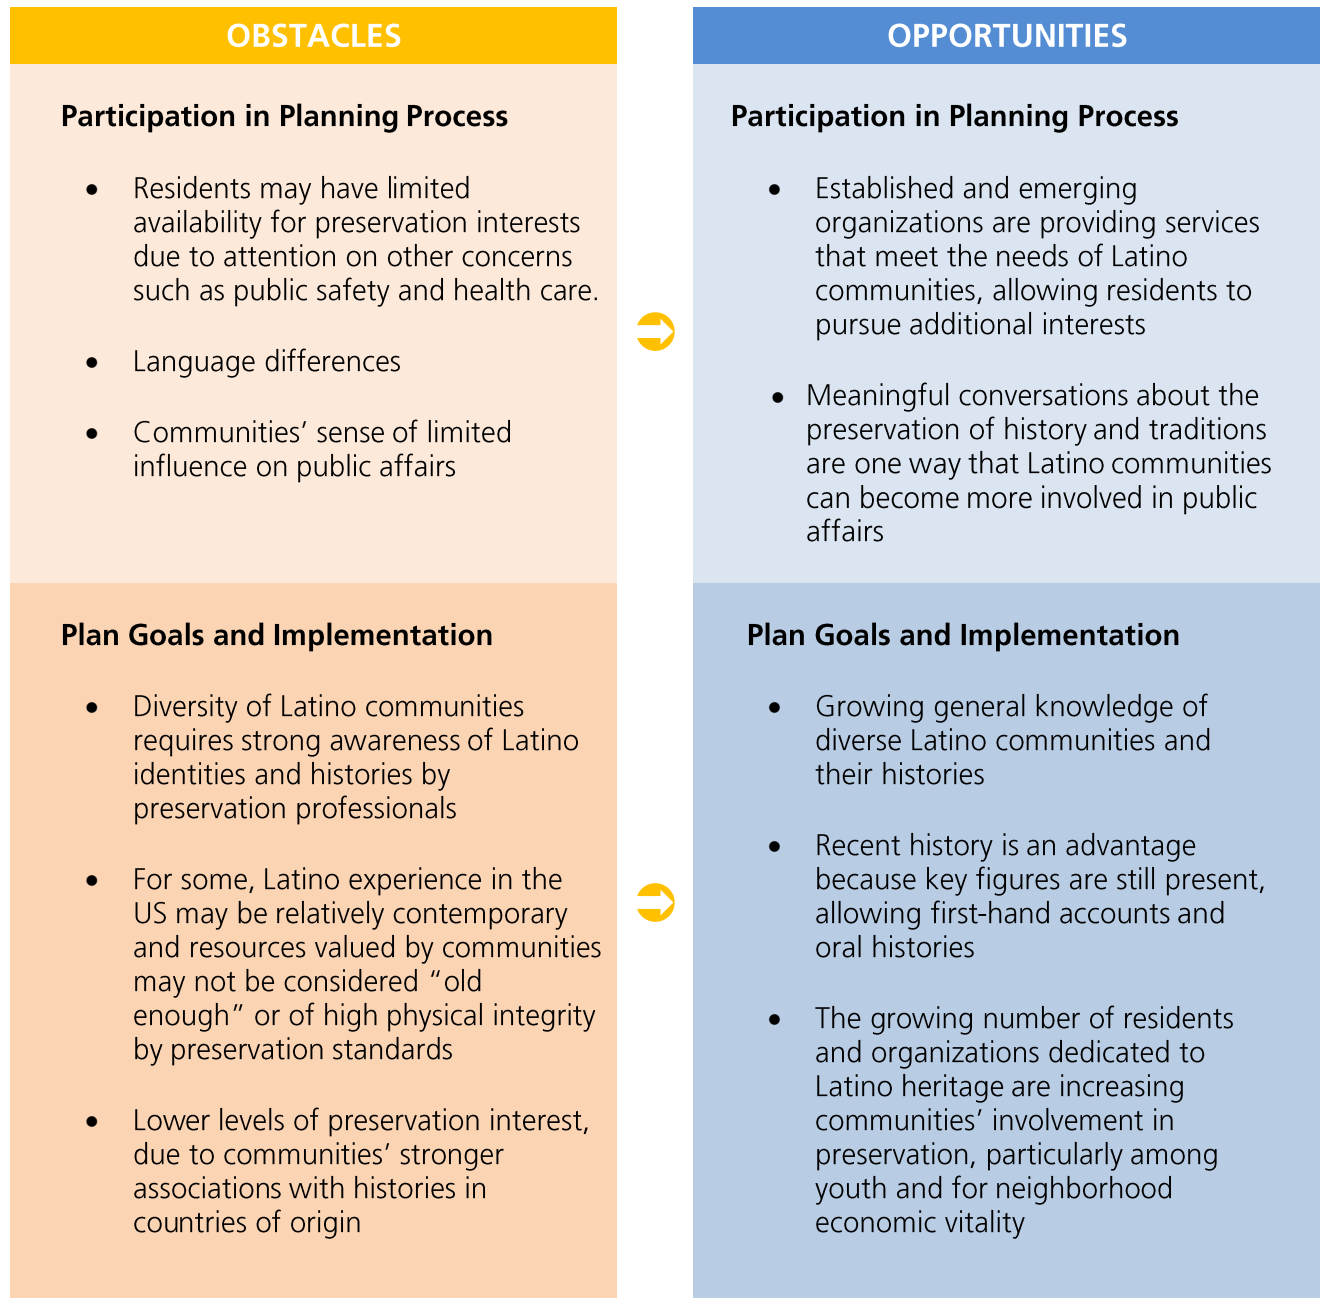 OBSTACLES
Participation in Planning Process
• Residents may have limited
availability for preservation interests
due to attention on other concerns
such as public safety and health care.
• Language differences
• Communities’ sense of limited
influence on public affairs
Plan Goals and Implementation
• Diversity of Latino communities
requires strong awareness of Latino
identities and histories by
preservation professionals
• For some, Latino experience in the
US may be relatively contemporary
and resources valued by communities
may not be considered “old
enough” or of high physical integrity
by preservation standards
• Lower levels of preservation interest,
due to communities’ stronger
associations with histories in
countries of origin
OPPORTUNITIES
Participation in Planning Process
• Established and emerging
organizations are providing services
that meet the needs of Latino
communities, allowing residents to
pursue additional interests
• Meaningful conversations about the
preservation of history and traditions
are one way that Latino communities
can become more involved in public
affairs
Plan Goals and Implementation
• Growing general knowledge of
diverse Latino communities and
their histories
• Recent history is an advantage
because key figures are still present,
allowing first-hand accounts and
oral histories
• The growing number of residents
and organizations dedicated to
Latino heritage are increasing
communities’ involvement in
preservation, particularly among
youth and for neighborhood
economic vitality